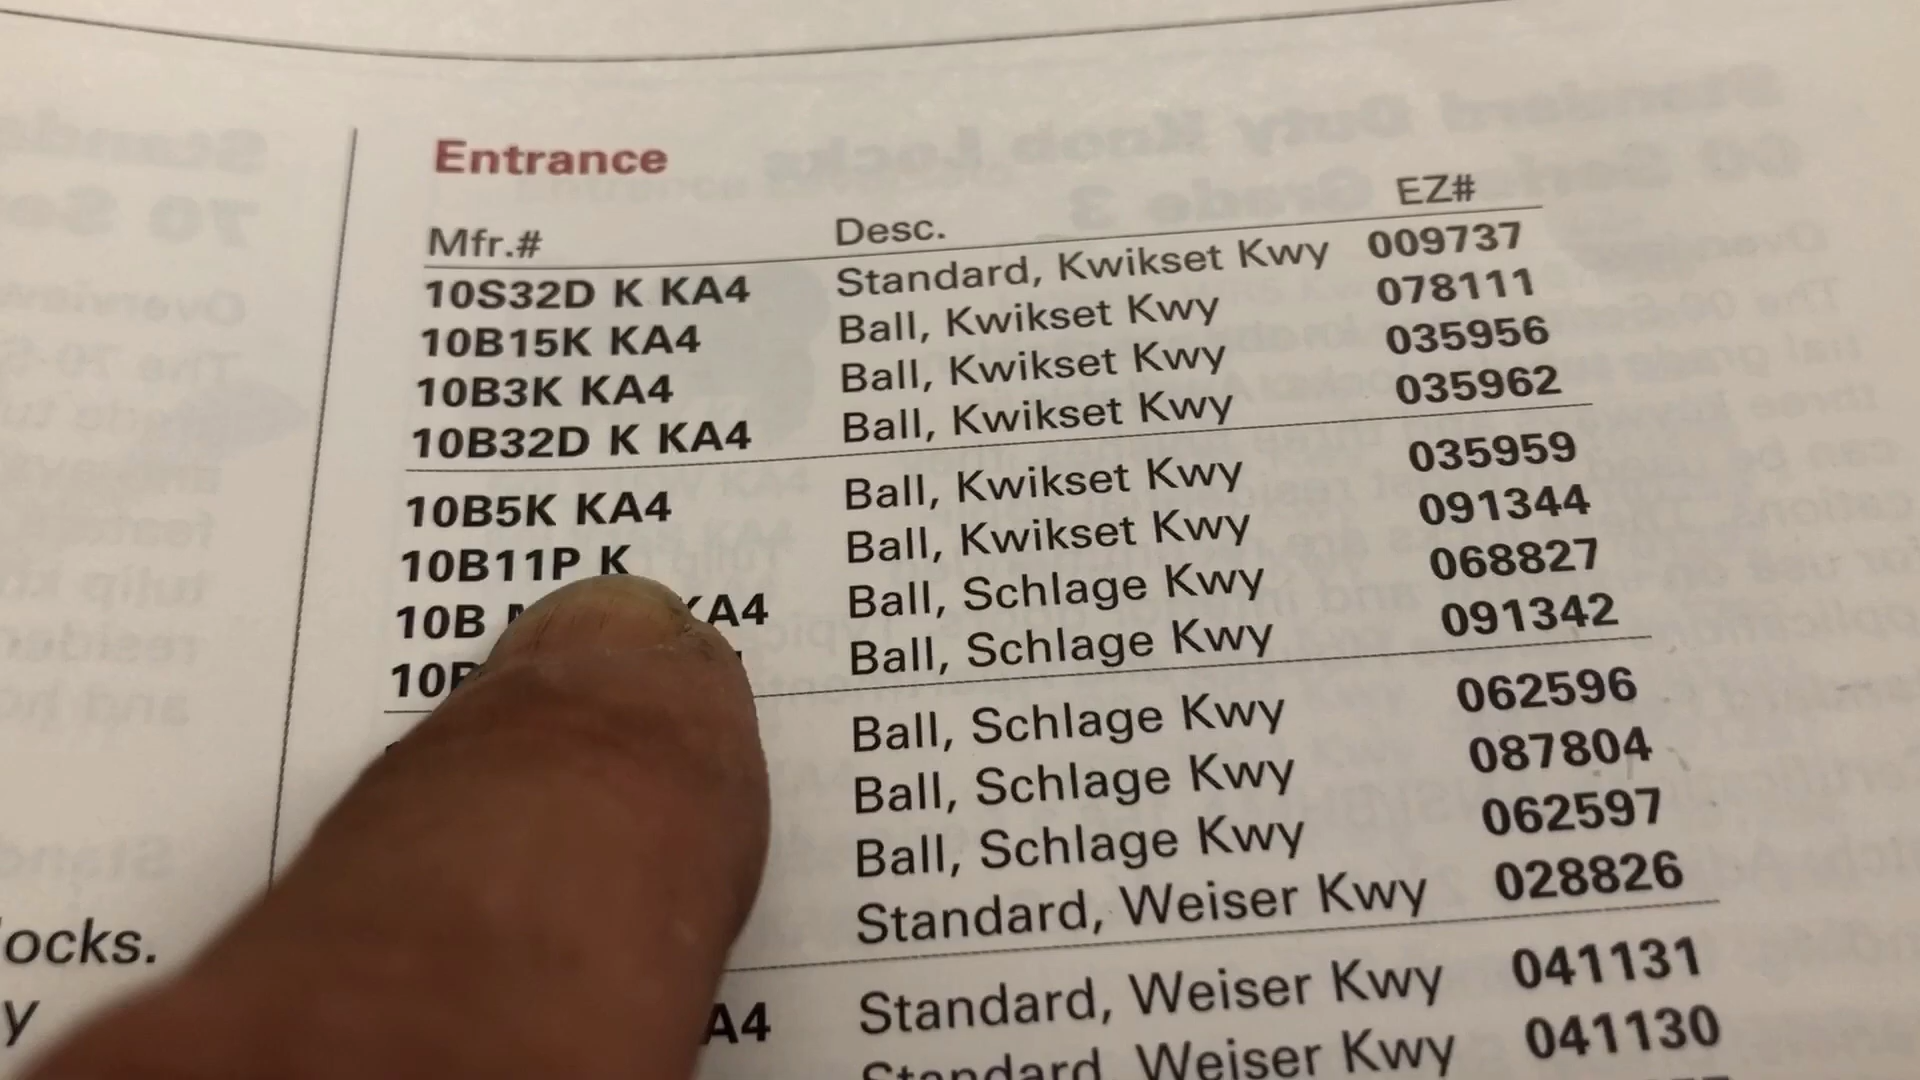 Entrance
Mfr.# Desc. EZ#
10S32D K KA4 Standard, Kwikset Kwy 009737
10B15K KA4 Ball, Kwikset Kwy 078111
10B3K KA4 Ball, Kwikset Kwy 035956
10B32D K KA4 Ball, Kwikset Kwy 035962
10B5K KA4 Ball, Kwikset Kwy 035959
10B11P K Ball, Kwikset Kwy 091344
10B KA4 Ball, Schlage Kwy 068827
Ball, Schlage Kwy 091342
Ball, Schlage Kwy 062596
Ball, Schlage Kwy 087804
Ball, Schlage Kwy 062597
Standard, Weiser Kwy 028826
A4 Standard, Weiser Kwy 041131
Standard, Weiser Kwy 041130
ocks.
y